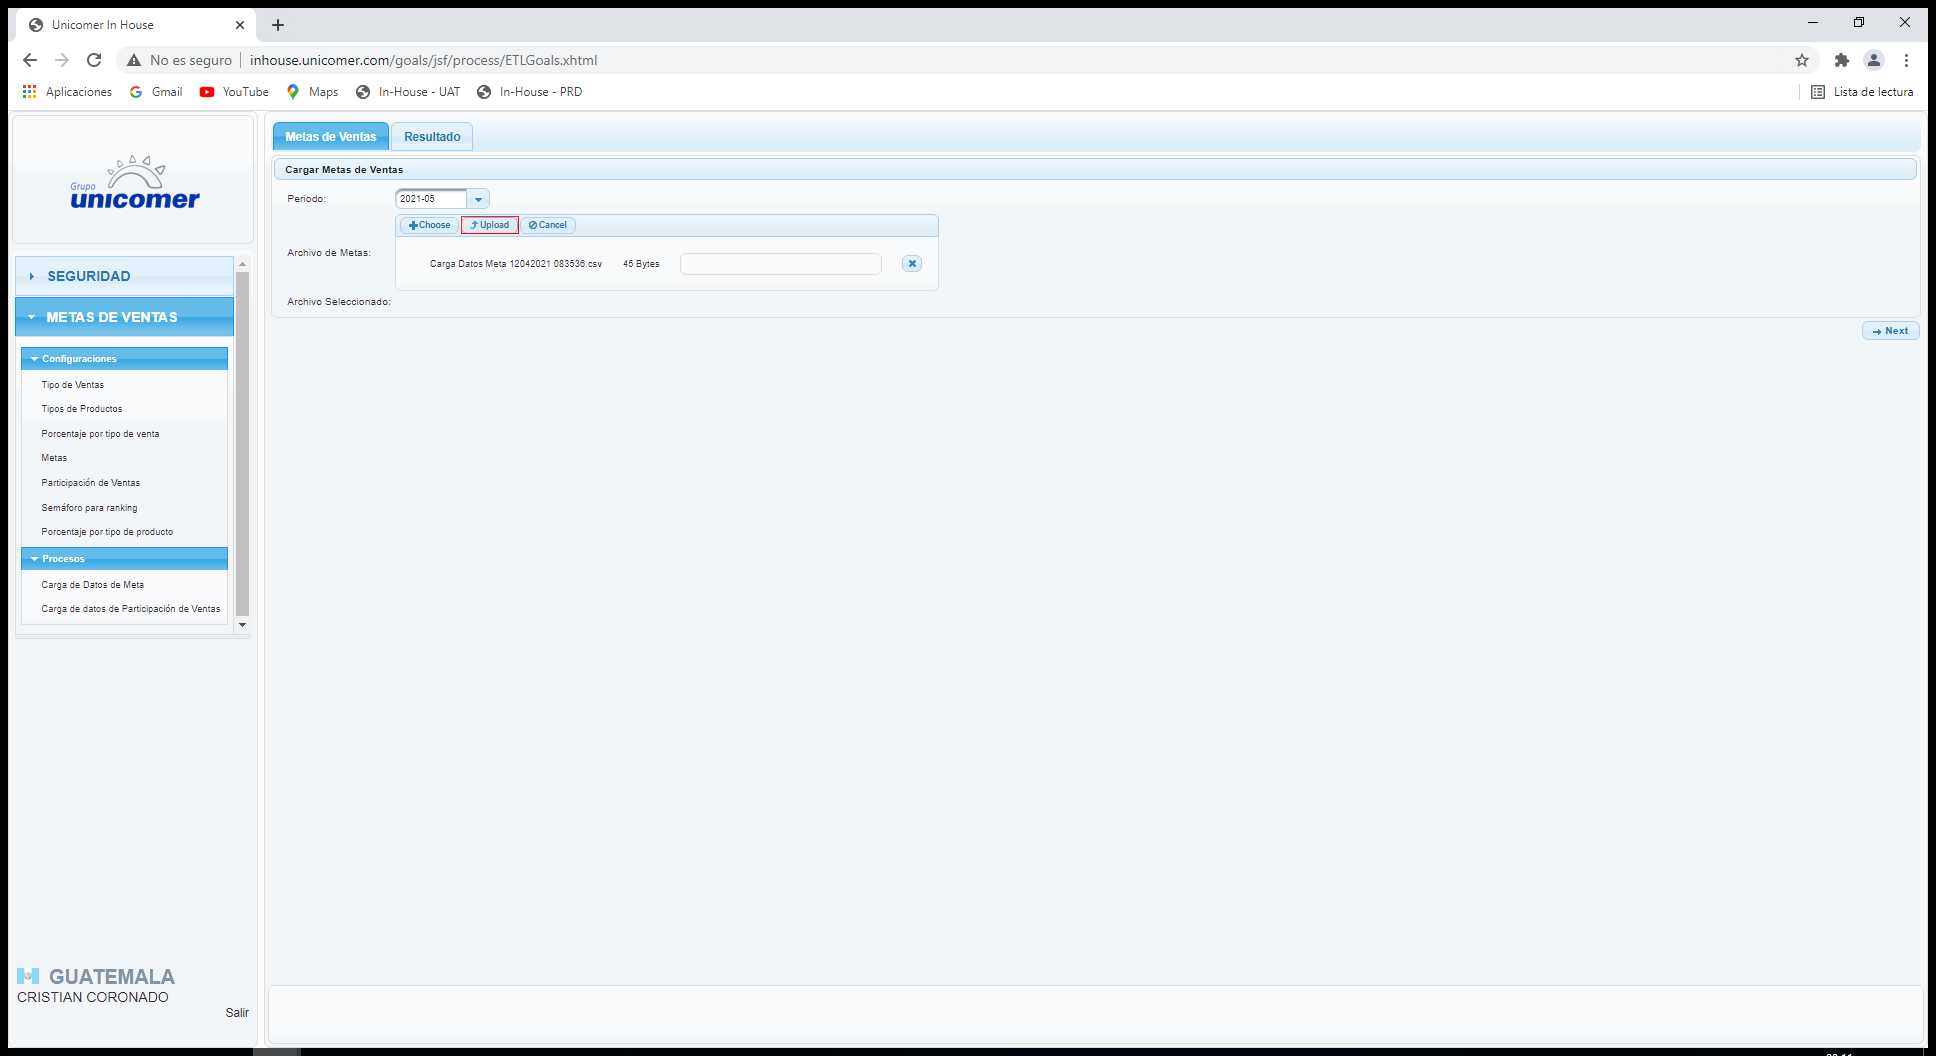 Unicomer In House
No es seguro
inhouse.unicomer.com/goals/jsf/process/ETLGoals.xhtml
Aplicaciones Gmail YouTube Maps In-House - UAT In-House - PRD Lista de lectura
Grupo
unicomer
SEGURIDAD
METAS DE VENTAS
Configuraciones
Tipo de Ventas
Tipos de Productos
Porcentaje por tipo de venta
Metas
Participación de Ventas
Semáforo para ranking
Porcentaje por tipo de producto
Procesos
Carga de Datos de Meta
Carga de datos de Participación de Ventas
GUATEMALA
CRISTIAN CORONADO
Salir
Metas de Ventas Resultado
Cargar Metas de Ventas
Periodo: 2021-05
Choose Upload Cancel
Archivo de Metas:
Carga Datos Meta 12042021 083536.csv 45 Bytes
Archivo Seleccionado:
Next